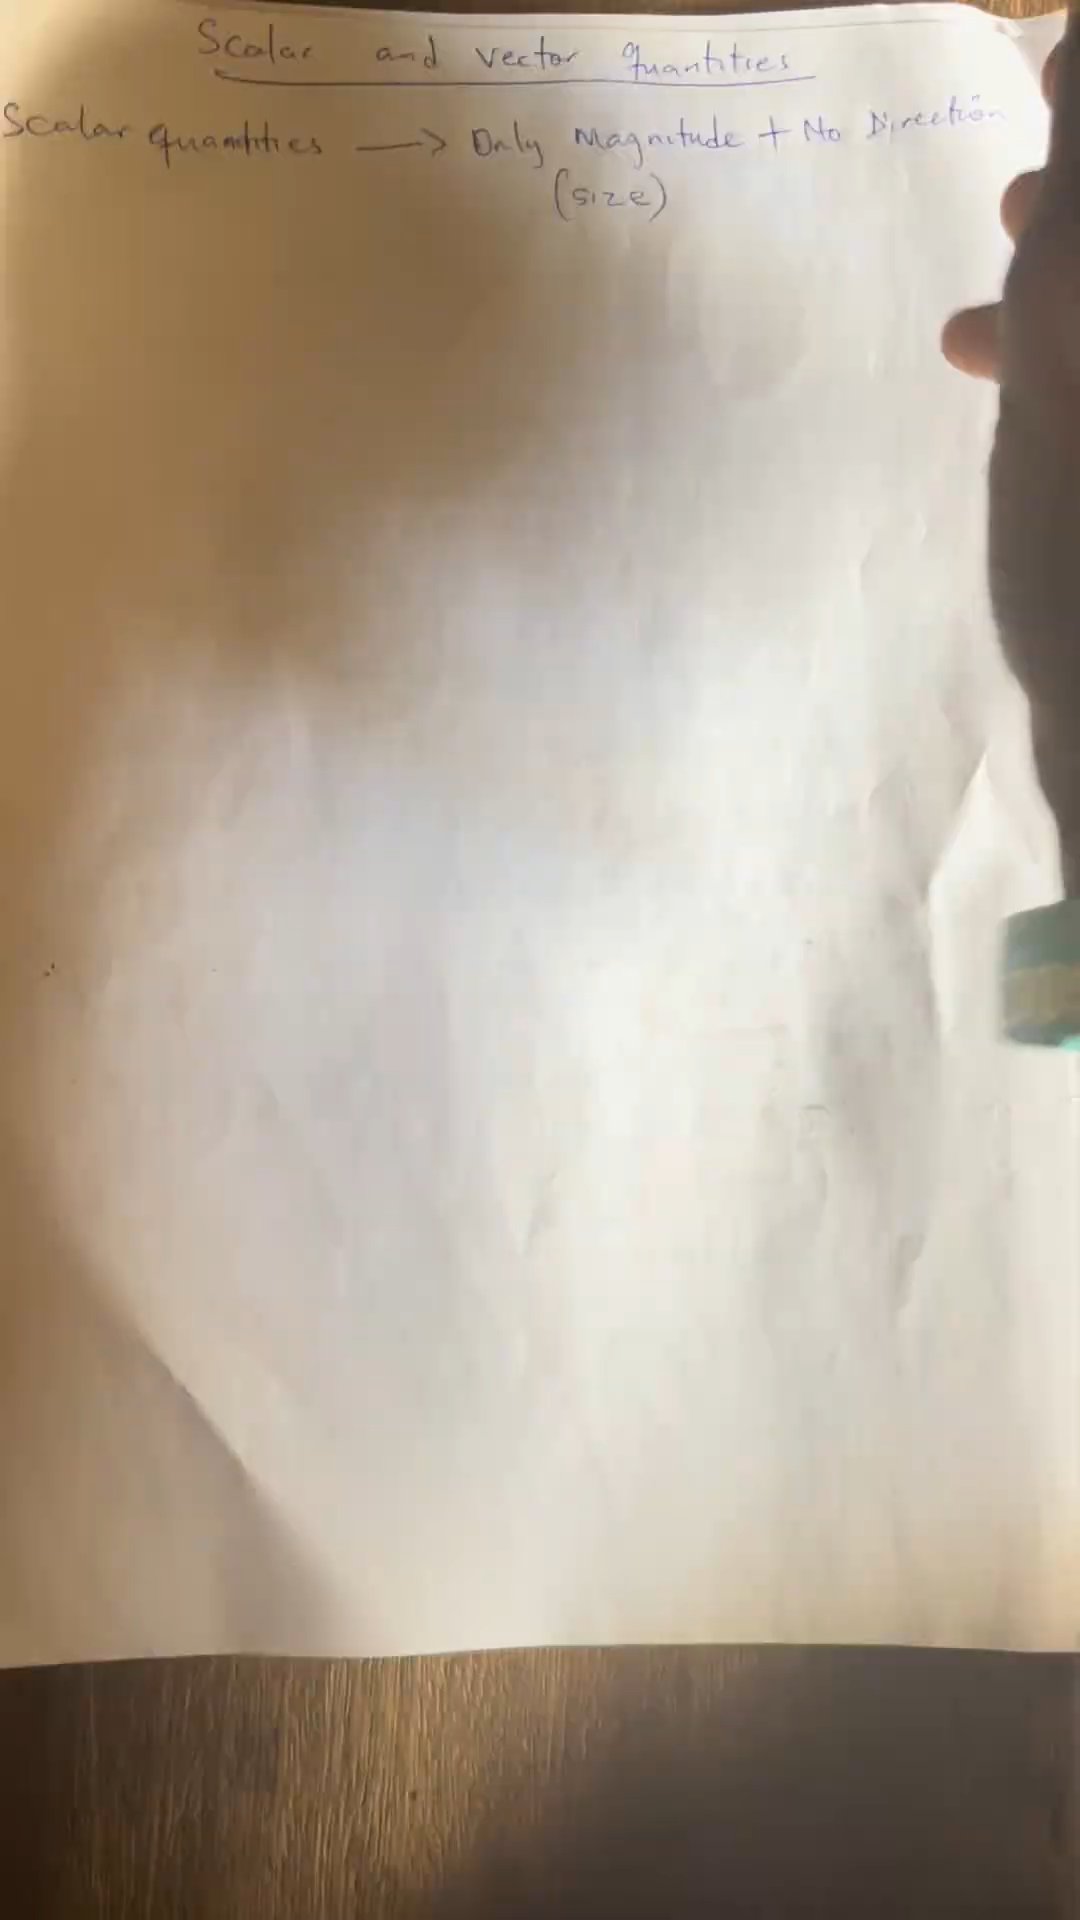 Scalar and vector quantities
Scalar quantities —> Only Magnitude + No Direction
(size)